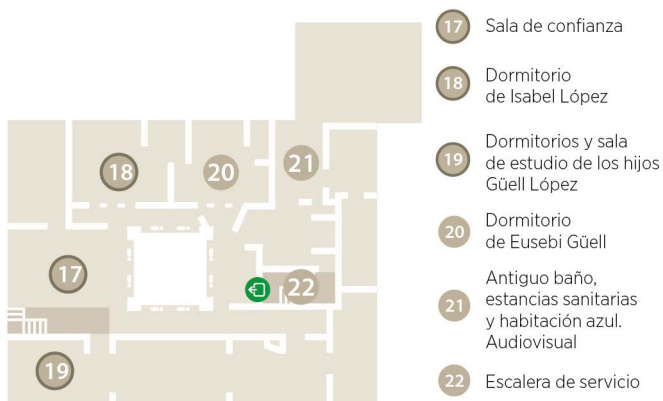 17 Sala de confianza
18 Dormitorio
de Isabel López
19 Dormitorios y sala
de estudio de los hijos
Güell López
20 Dormitorio
de Eusebi Güell
21 Antiguo baño,
estancias sanitarias
y habitación azul.
Audiovisual
22 Escalera de servicio
18
20
21
17
22
19